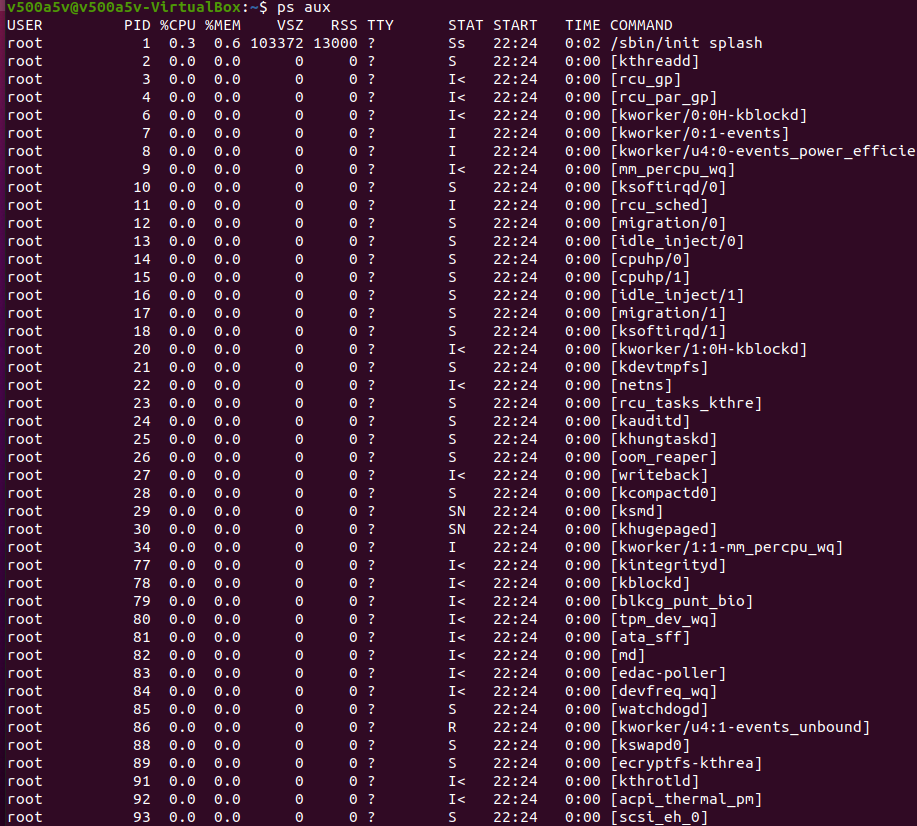 v500a5v@v500a5v-VirtualBox:~$ ps aux
USER         PID %CPU %MEM    VSZ   RSS TTY      STAT START   TIME COMMAND
root           1  0.3  0.6 103372 13000 ?        Ss   22:24   0:02 /sbin/init splash
root           2  0.0  0.0      0     0 ?        S    22:24   0:00 [kthreadd]
root           3  0.0  0.0      0     0 ?        I<   22:24   0:00 [rcu_gp]
root           4  0.0  0.0      0     0 ?        I<   22:24   0:00 [rcu_par_gp]
root           6  0.0  0.0      0     0 ?        I<   22:24   0:00 [kworker/0:0H-kblockd]
root           7  0.0  0.0      0     0 ?        I    22:24   0:00 [kworker/0:1-events]
root           8  0.0  0.0      0     0 ?        I    22:24   0:00 [kworker/u4:0-events_power_efficie
root           9  0.0  0.0      0     0 ?        I<   22:24   0:00 [mm_percpu_wq]
root          10  0.0  0.0      0     0 ?        S    22:24   0:00 [ksoftirqd/0]
root          11  0.0  0.0      0     0 ?        I    22:24   0:00 [rcu_sched]
root          12  0.0  0.0      0     0 ?        S    22:24   0:00 [migration/0]
root          13  0.0  0.0      0     0 ?        S    22:24   0:00 [idle_inject/0]
root          14  0.0  0.0      0     0 ?        S    22:24   0:00 [cpuhp/0]
root          15  0.0  0.0      0     0 ?        S    22:24   0:00 [cpuhp/1]
root          16  0.0  0.0      0     0 ?        S    22:24   0:00 [idle_inject/1]
root          17  0.0  0.0      0     0 ?        S    22:24   0:00 [migration/1]
root          18  0.0  0.0      0     0 ?        S    22:24   0:00 [ksoftirqd/1]
root          20  0.0  0.0      0     0 ?        I<   22:24   0:00 [kworker/1:0H-kblockd]
root          21  0.0  0.0      0     0 ?        S    22:24   0:00 [kdevtmpfs]
root          22  0.0  0.0      0     0 ?        I<   22:24   0:00 [netns]
root          23  0.0  0.0      0     0 ?        S    22:24   0:00 [rcu_tasks_kthre]
root          24  0.0  0.0      0     0 ?        S    22:24   0:00 [kauditd]
root          25  0.0  0.0      0     0 ?        S    22:24   0:00 [khungtaskd]
root          26  0.0  0.0      0     0 ?        S    22:24   0:00 [oom_reaper]
root          27  0.0  0.0      0     0 ?        I<   22:24   0:00 [writeback]
root          28  0.0  0.0      0     0 ?        S    22:24   0:00 [kcompactd0]
root          29  0.0  0.0      0     0 ?        SN   22:24   0:00 [ksmd]
root          30  0.0  0.0      0     0 ?        SN   22:24   0:00 [khugepaged]
root          34  0.0  0.0      0     0 ?        I    22:24   0:00 [kworker/1:1-mm_percpu_wq]
root          77  0.0  0.0      0     0 ?        I<   22:24   0:00 [kintegrityd]
root          78  0.0  0.0      0     0 ?        I<   22:24   0:00 [kblockd]
root          79  0.0  0.0      0     0 ?        I<   22:24   0:00 [blkcg_punt_bio]
root          80  0.0  0.0      0     0 ?        I<   22:24   0:00 [tpm_dev_wq]
root          81  0.0  0.0      0     0 ?        I<   22:24   0:00 [ata_sff]
root          82  0.0  0.0      0     0 ?        I<   22:24   0:00 [md]
root          83  0.0  0.0      0     0 ?        I<   22:24   0:00 [edac-poller]
root          84  0.0  0.0      0     0 ?        I<   22:24   0:00 [devfreq_wq]
root          85  0.0  0.0      0     0 ?        S    22:24   0:00 [watchdogd]
root          86  0.0  0.0      0     0 ?        R    22:24   0:00 [kworker/u4:1-events_unbound]
root          88  0.0  0.0      0     0 ?        S    22:24   0:00 [kswapd0]
root          89  0.0  0.0      0     0 ?        S    22:24   0:00 [ecryptfs-kthrea]
root          91  0.0  0.0      0     0 ?        I<   22:24   0:00 [kthrotld]
root          92  0.0  0.0      0     0 ?        I<   22:24   0:00 [acpi_thermal_pm]
root          93  0.0  0.0      0     0 ?        S    22:24   0:00 [scsi_eh_0]